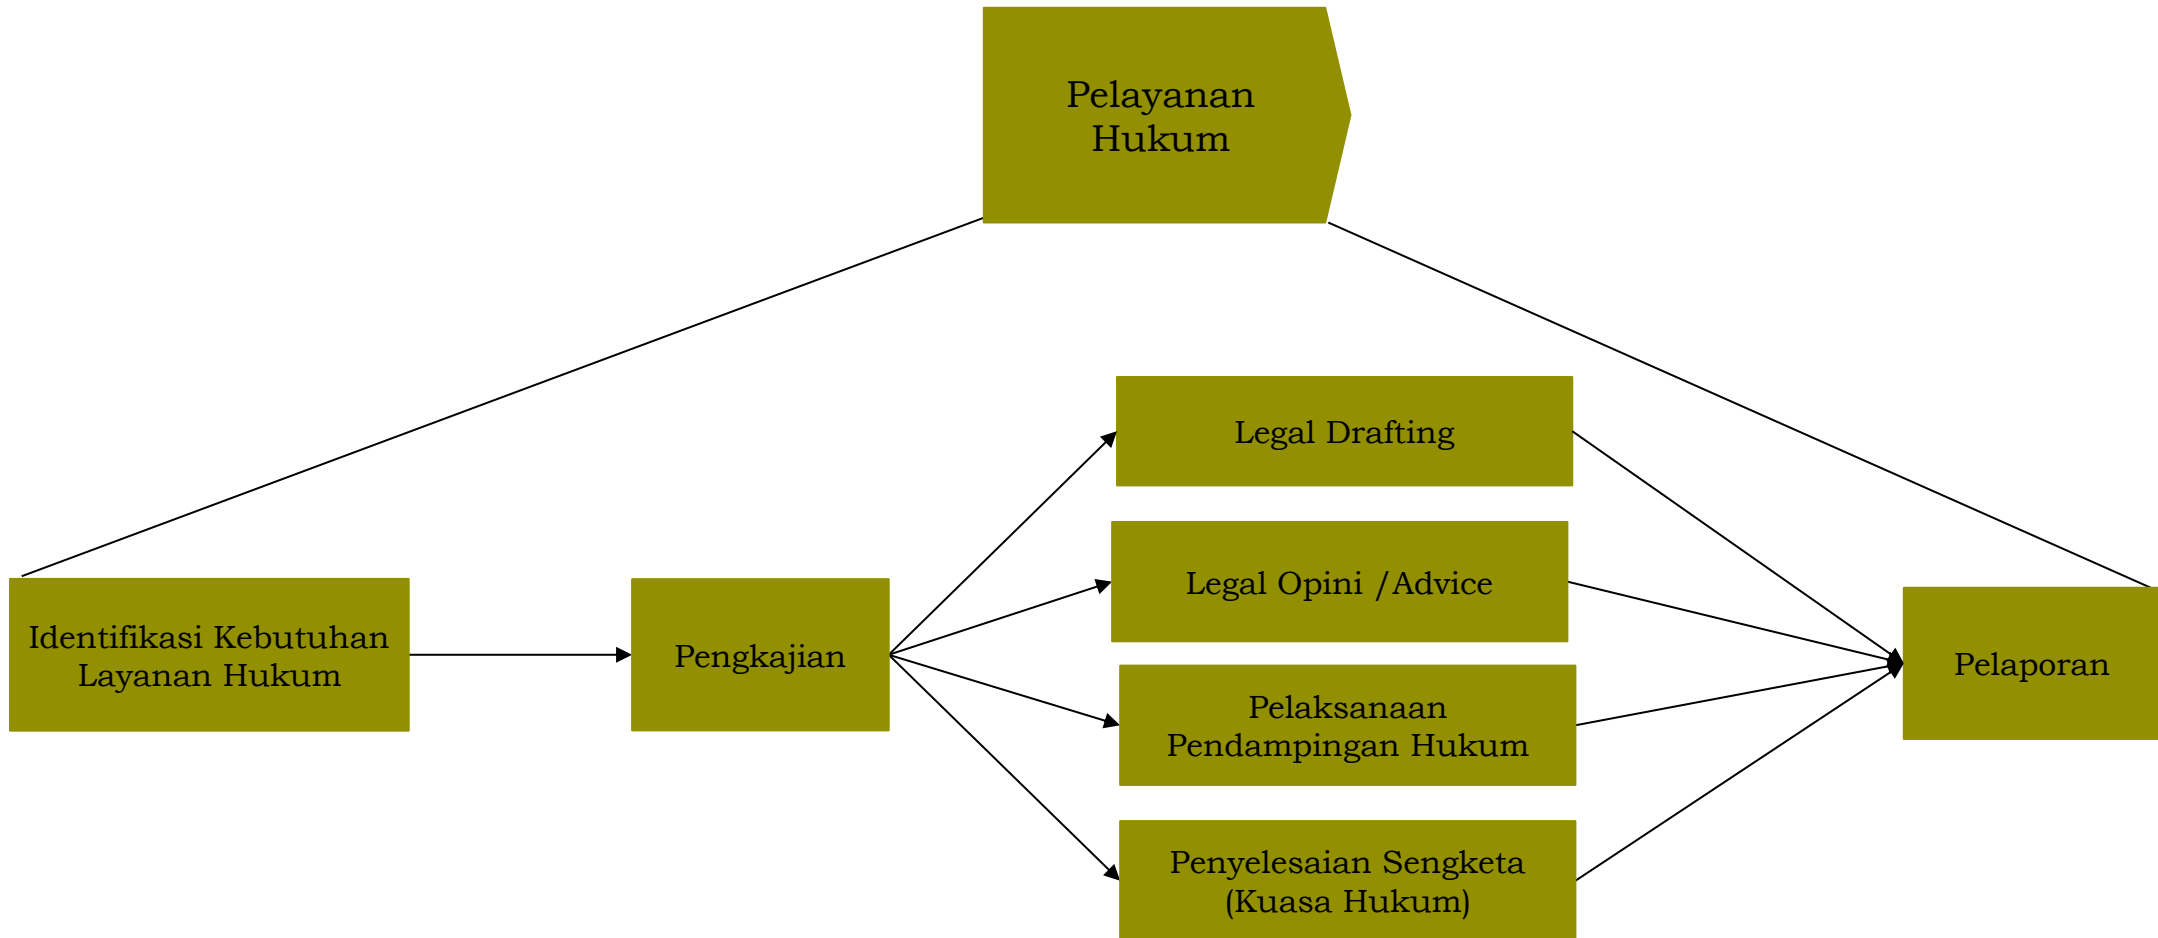 Pelayanan
Hukum
Legal Drafting
Legal Opini /Advice
Identifikasi Kebutuhan
Layanan Hukum
Pengkajian
Pelaksanaan
Pendampingan Hukum
Penyelesaian Sengketa
(Kuasa Hukum)
Pelaporan